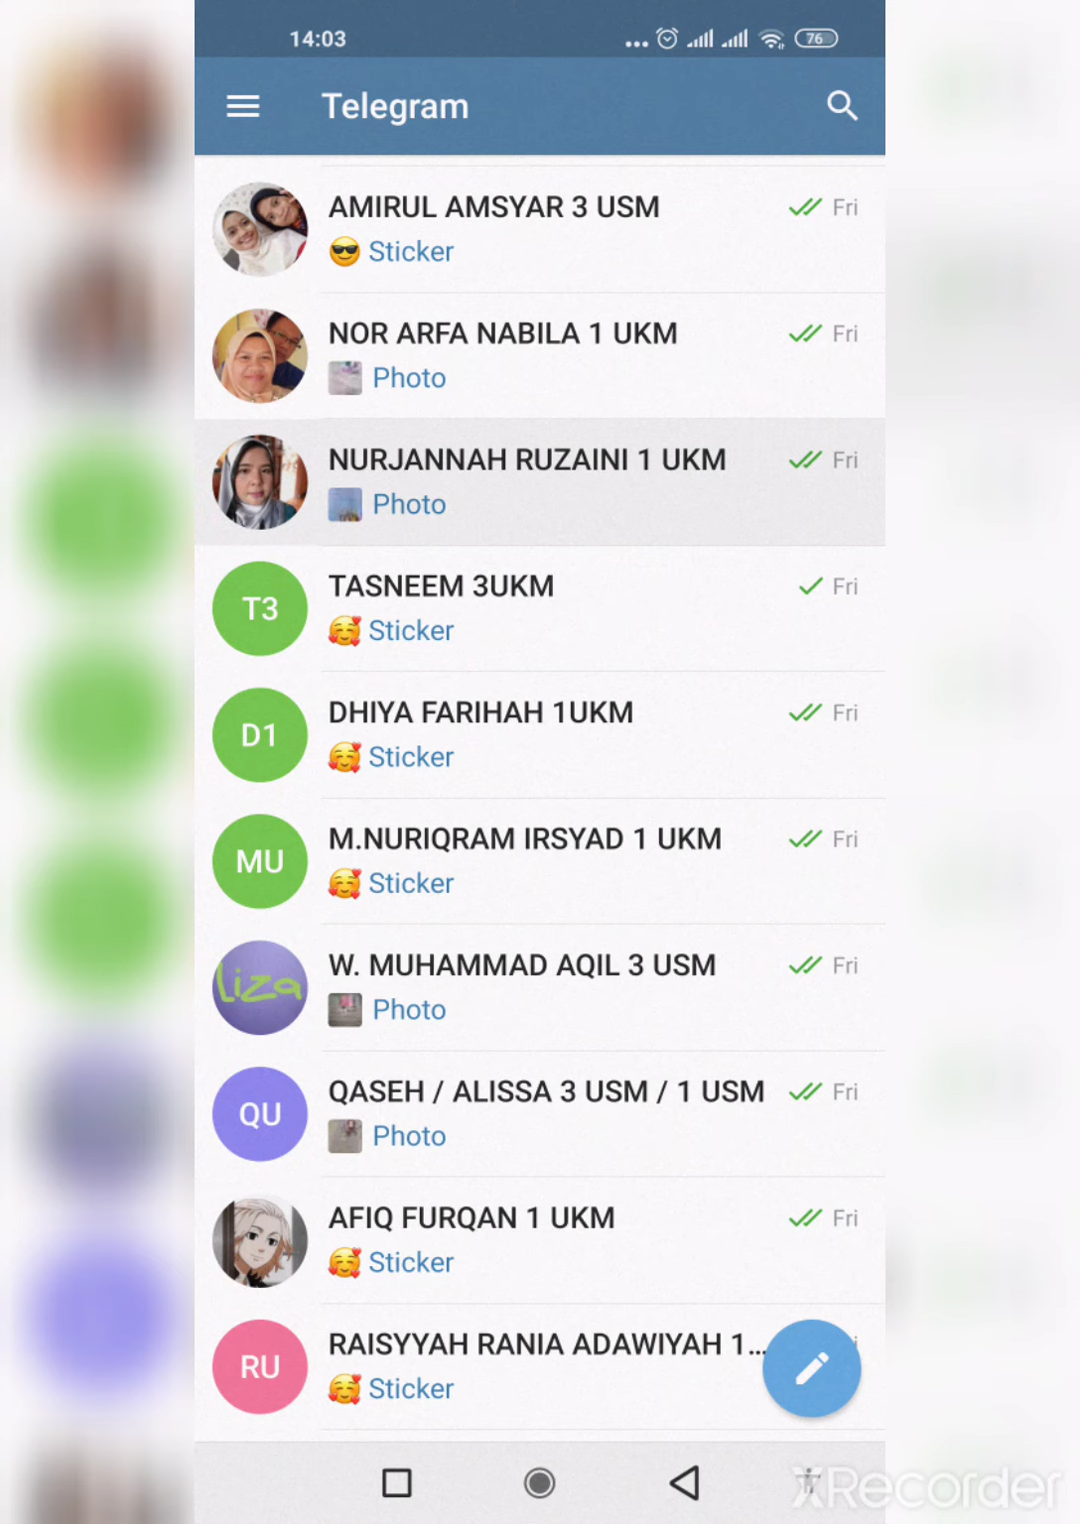 14:03
76
Telegram
AMIRUL AMSYAR 3 USM
Fri
Sticker
NOR ARFA NABILA 1 UKM
Fri
Photo
NURJANNAH RUZAINI 1 UKM
Fri
Photo
T3
TASNEEM 3UKM
Fri
Sticker
D1
DHIYA FARIHAH 1UKM
Fri
Sticker
MU
M.NURIQRAM IRSYAD 1 UKM
Fri
Sticker
liza
W. MUHAMMAD AQIL 3 USM
Fri
Photo
QU
QASEH / ALISSA 3 USM / 1 USM
Fri
Photo
AFIQ FURQAN 1 UKM
Fri
Sticker
RU
RAISYYAH RANIA ADAWIYAH 1...
Sticker
XRecorder